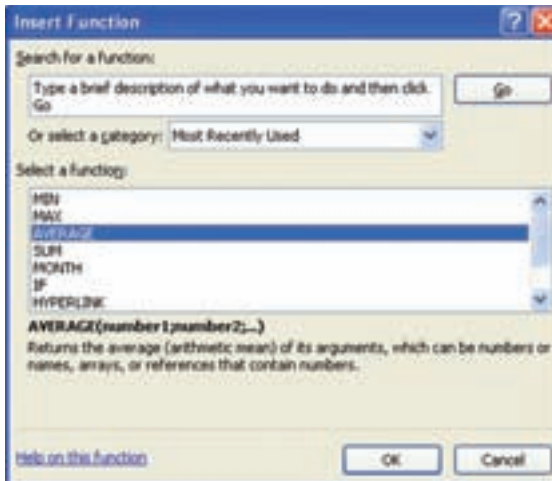 Insert Function
Search for a function:
Type a brief description of what you want to do and then click
Go
Go
Or select a category: Most Recently Used
Select a function:
MIN
MAX
AVERAGE
SUM
MONTH
IF
HYPERLINK
AVERAGE(number1;number2;...)
Returns the average (arithmetic mean) of its arguments, which can be numbers or
names, arrays, or references that contain numbers.
Help on this function
OK
Cancel